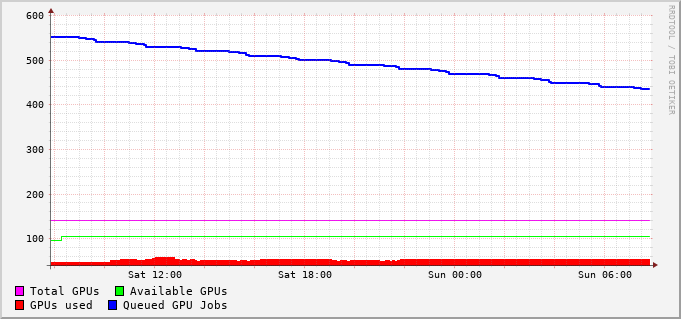 600
500
400
300
200
100
Sat 12:00 Sat 18:00 Sun 00:00 Sun 06:00
Total GPUs Available GPUs
GPUs used Queued GPU Jobs
RRDTOOL / TOBI OETIKER